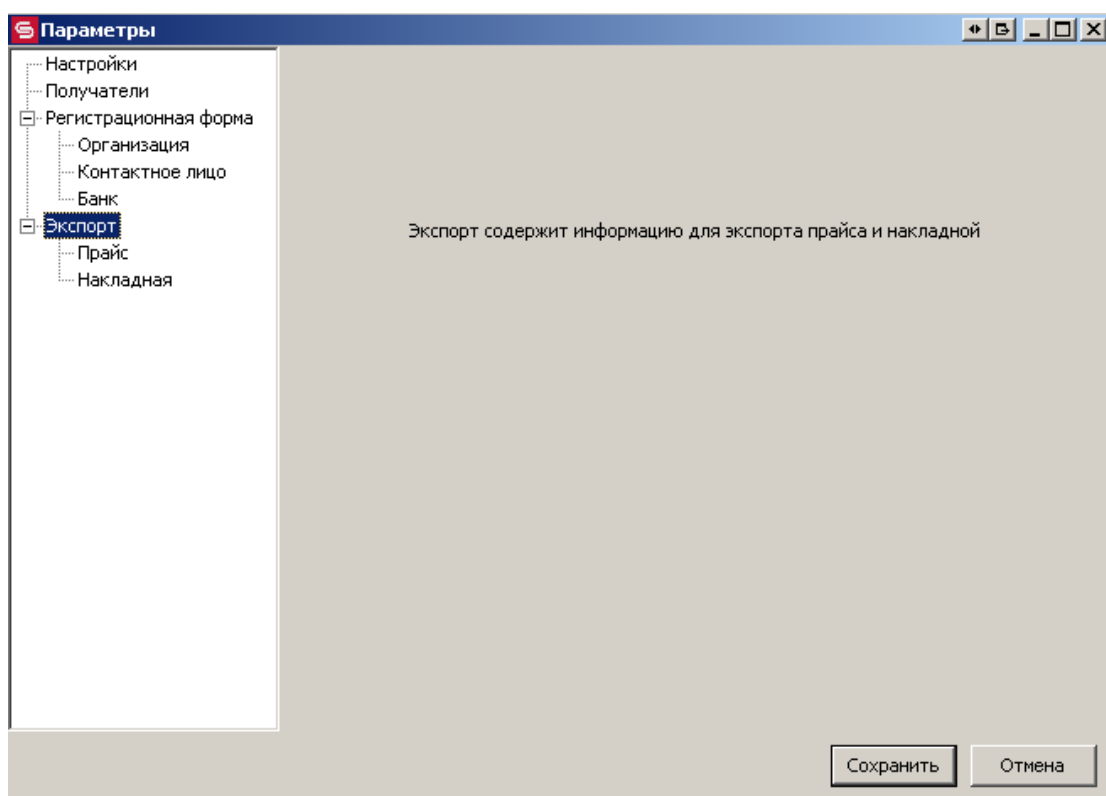 Параметры
Настройки
Получатели
Регистрационная форма
Организация
Контактное лицо
Банк
Экспорт
Прайс
Накладная
Экспорт содержит информацию для экспорта прайса и накладной
Сохранить
Отмена